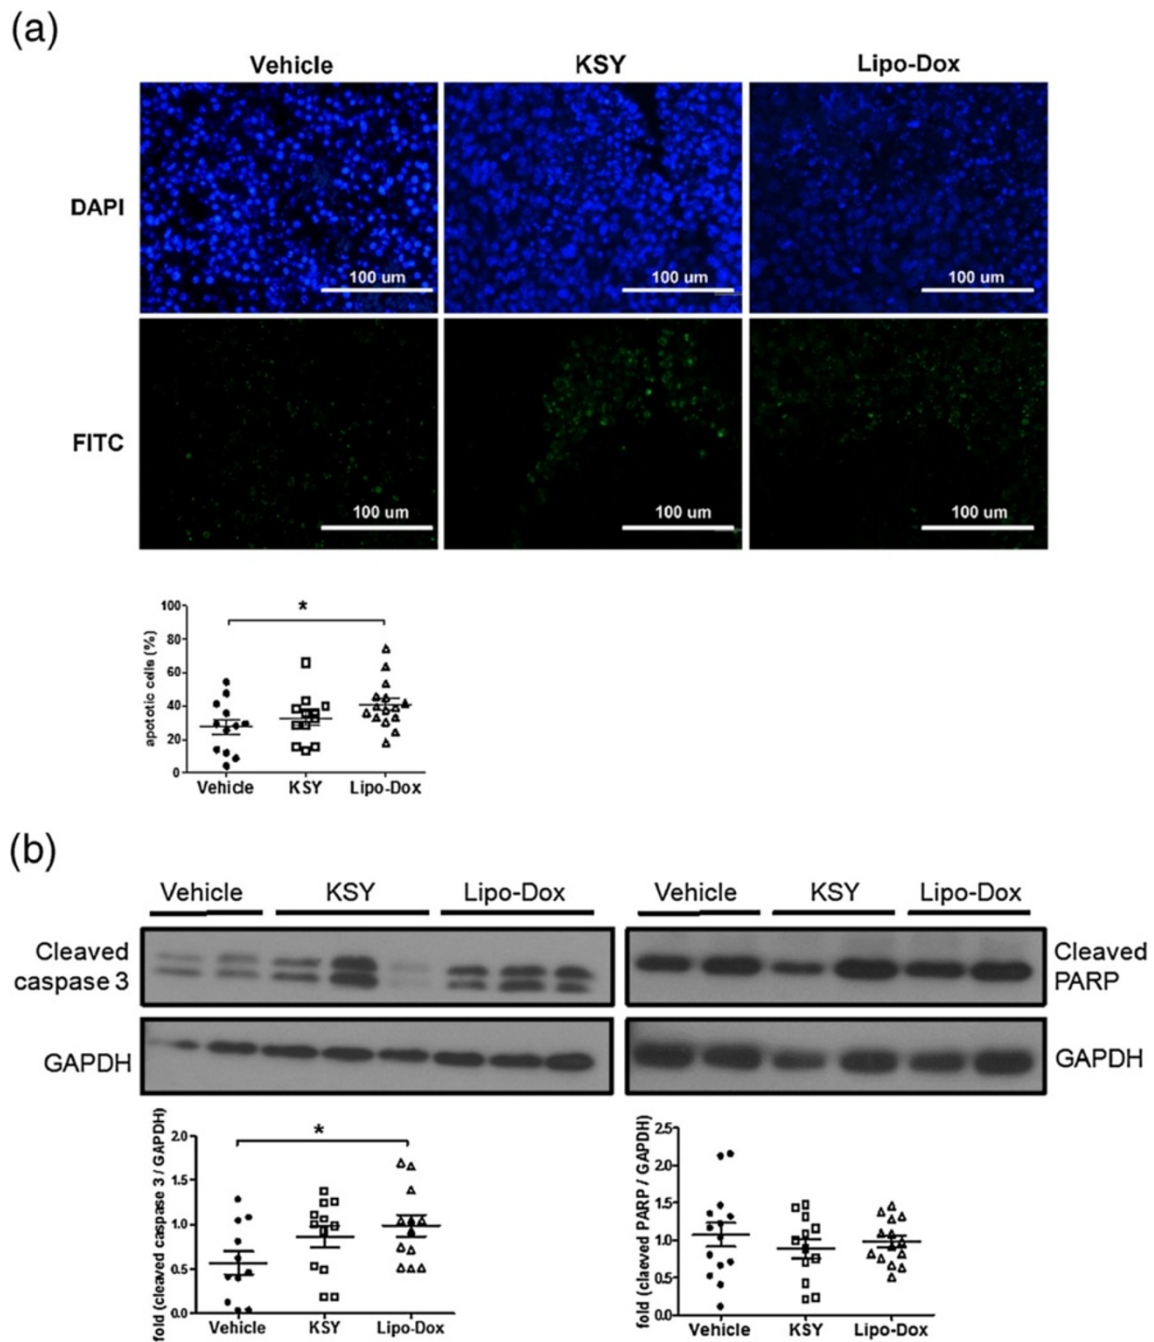 (a)
Vehicle KSY Lipo-Dox
DAPI
100 um 100 um 100 um
FITC
100 um 100 um 100 um
apototic cells (%)
100
80
60
40
20
0
*
Vehicle KSY Lipo-Dox
(b)
Vehicle KSY Lipo-Dox Vehicle KSY Lipo-Dox
Cleaved
caspase 3
Cleaved
PARP
GAPDH GAPDH
fold (cleaved caspase 3 / GAPDH)
2.0
1.5
1.0
0.5
0.0
*
Vehicle KSY Lipo-Dox
fold (claeved PARP / GAPDH)
2.5
2.0
1.5
1.0
0.5
0.0
Vehicle KSY Lipo-Dox